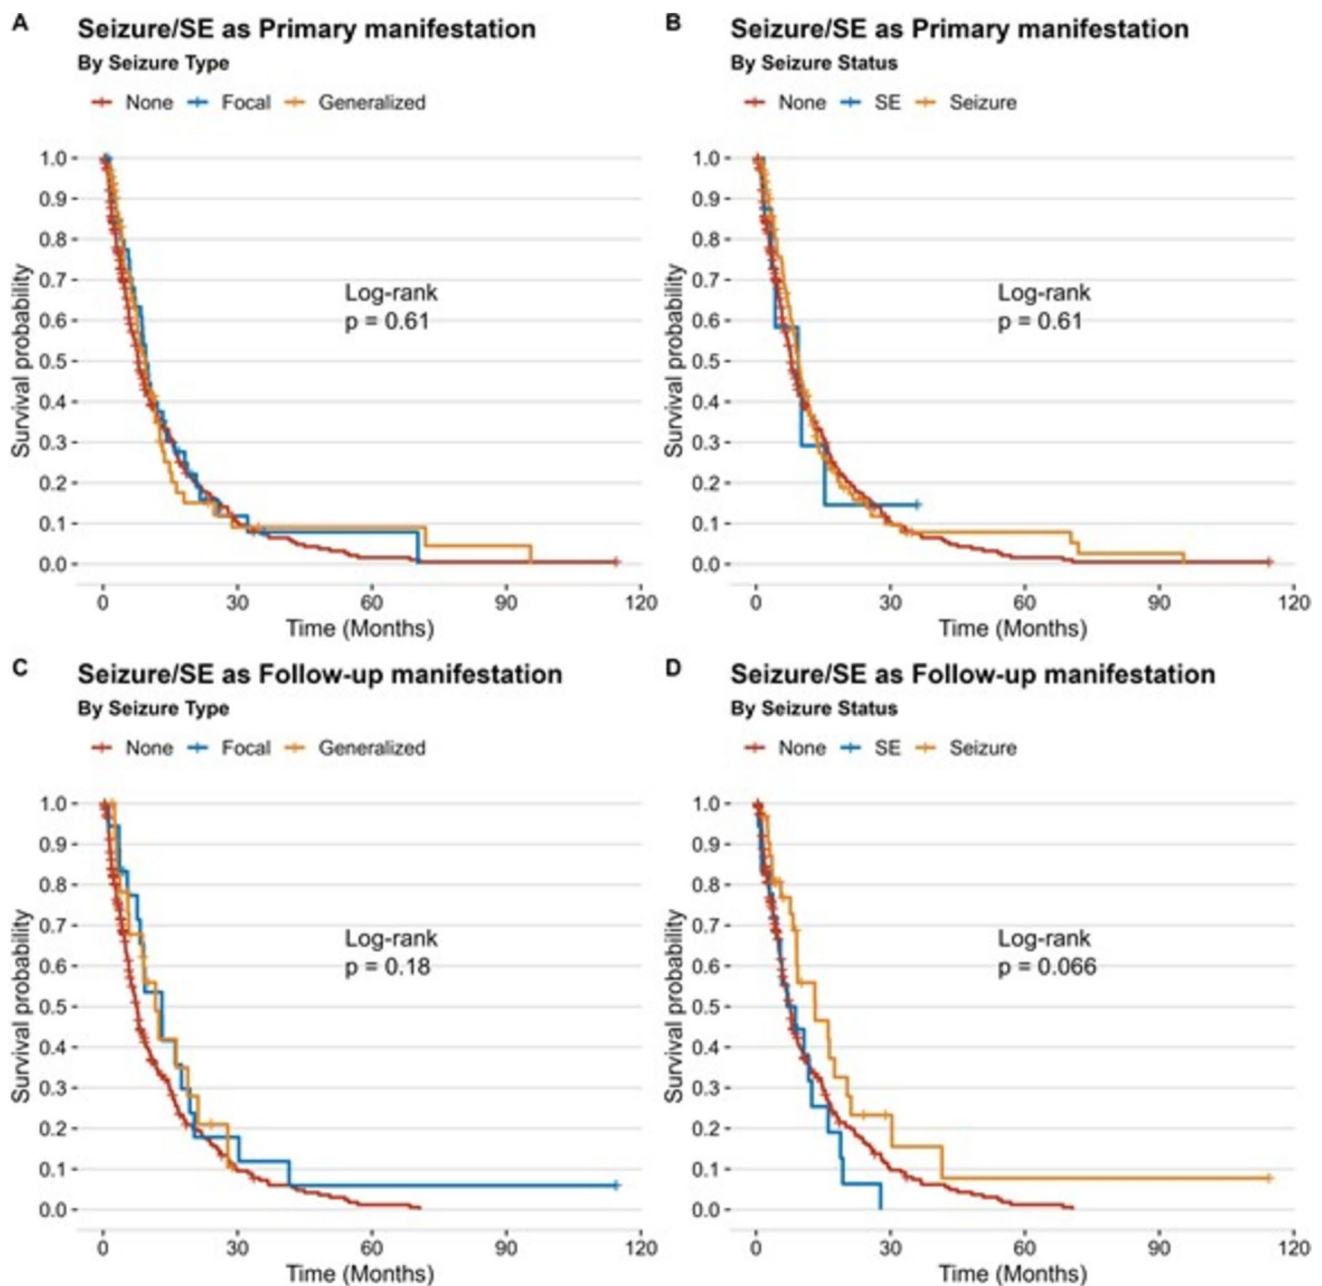 A Seizure/SE as Primary manifestation
By Seizure Type
None Focal Generalized
1.0
0.9
0.8
0.7
0.6
0.5
0.4
0.3
0.2
0.1
0.0
Survival probability
Log-rank
p = 0.61
0 30 60 90 120
Time (Months)
B Seizure/SE as Primary manifestation
By Seizure Status
None SE Seizure
1.0
0.9
0.8
0.7
0.6
0.5
0.4
0.3
0.2
0.1
0.0
Survival probability
Log-rank
p = 0.61
0 30 60 90 120
Time (Months)
C Seizure/SE as Follow-up manifestation
By Seizure Type
None Focal Generalized
1.0
0.9
0.8
0.7
0.6
0.5
0.4
0.3
0.2
0.1
0.0
Survival probability
Log-rank
p = 0.18
0 30 60 90 120
Time (Months)
D Seizure/SE as Follow-up manifestation
By Seizure Status
None SE Seizure
1.0
0.9
0.8
0.7
0.6
0.5
0.4
0.3
0.2
0.1
0.0
Survival probability
Log-rank
p = 0.066
0 30 60 90 120
Time (Months)